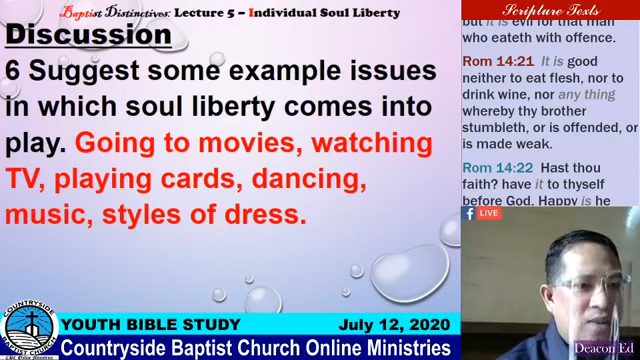 Baptist Distinctives: Lecture 5 – Individual Soul Liberty
Discussion
6 Suggest some example issues
in which soul liberty comes into
play. Going to movies, watching
TV, playing cards, dancing,
music, styles of dress.
Scripture Texts
but it is evil for that man
who eateth with offence.
Rom 14:21 It is good
neither to eat flesh, nor to
drink wine, nor any thing
whereby thy brother
stumbleth, or is offended, or
is made weak.
Rom 14:22 Hast thou
faith? have it to thyself
before God. Happy is he
f LIVE
Deacon Ed
COUNTRYSIDE
BAPTIST CHURCH
YOUTH BIBLE STUDY July 12, 2020
Countryside Baptist Church Online Ministries